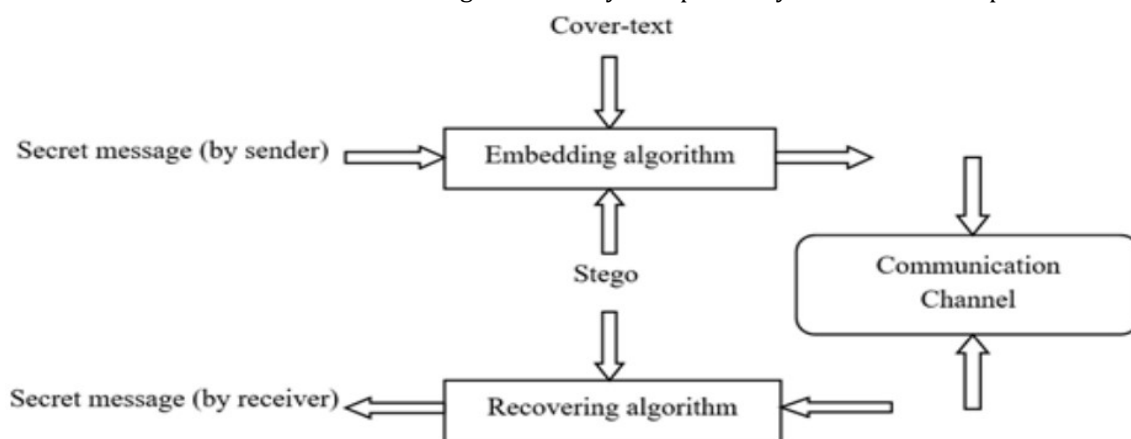 Cover-text
Secret message (by sender)
Embedding algorithm
Stego
Communication
Channel
Secret message (by receiver)
Recovering algorithm